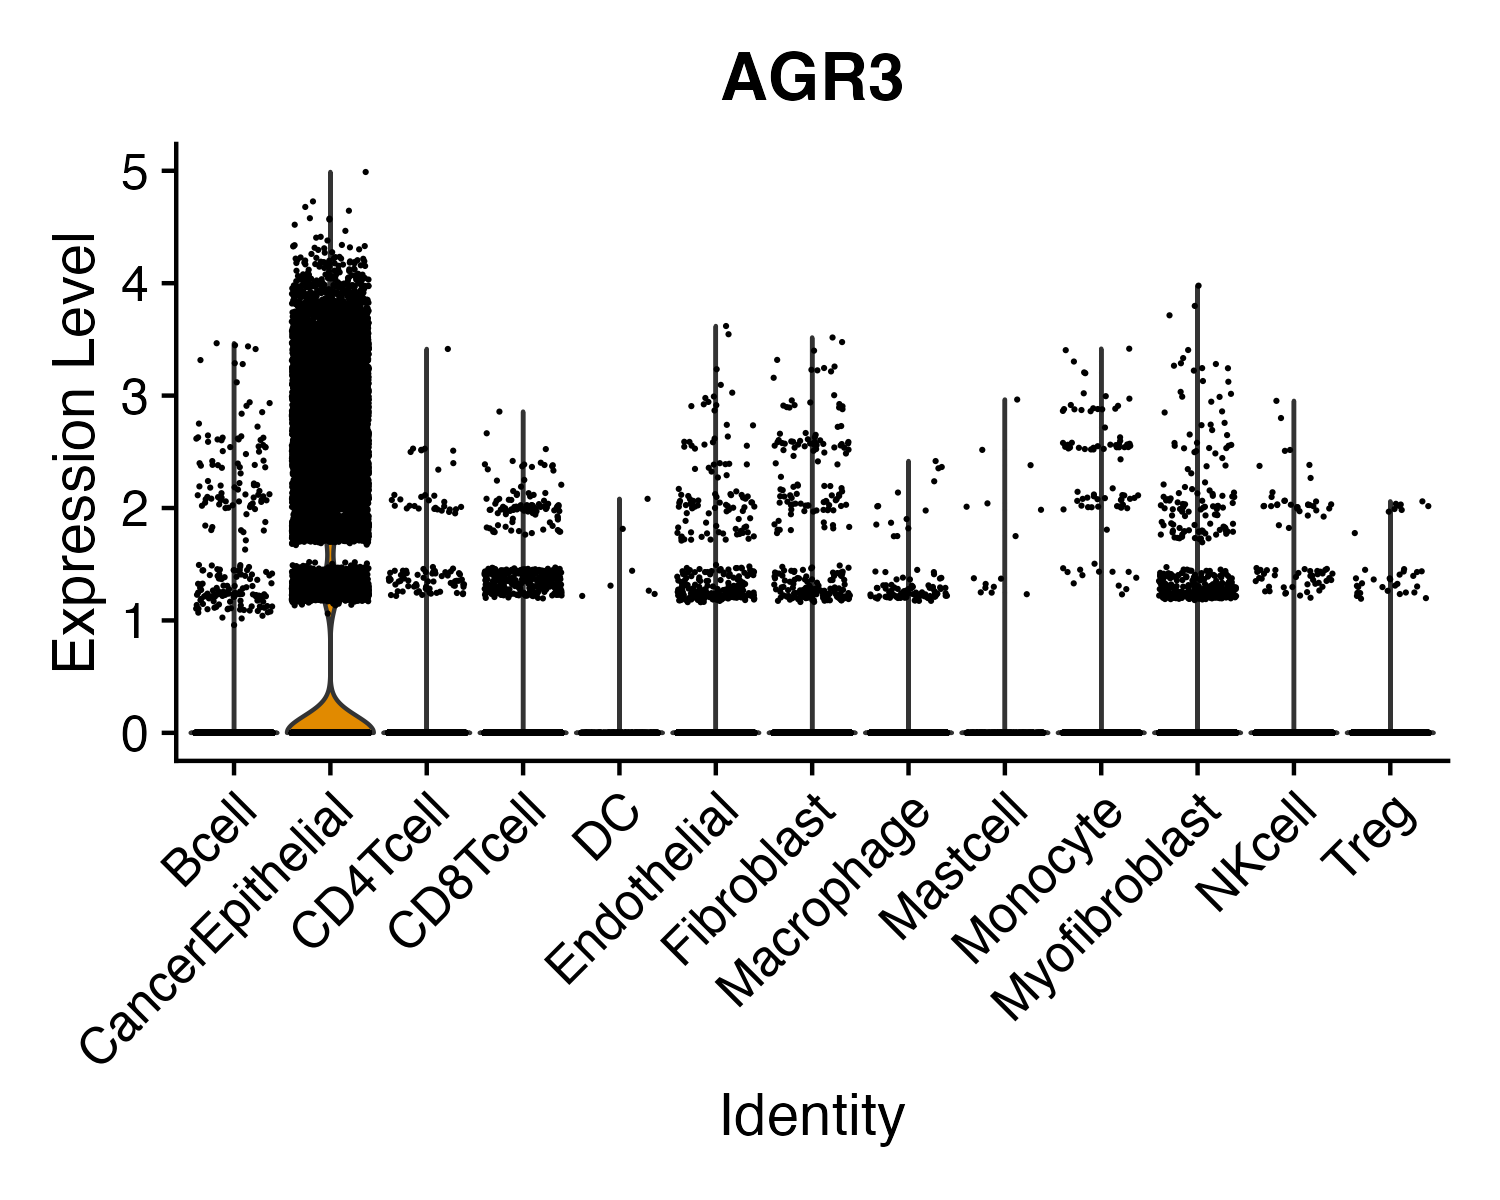 AGR3
Expression Level
5
4
3
2
1
0
Bcell
CancerEpithelial
CD4Tcell
CD8Tcell
DC
Endothelial
Fibroblast
Macrophage
Mastcell
Monocyte
Myofibroblast
NKcell
Treg
Identity